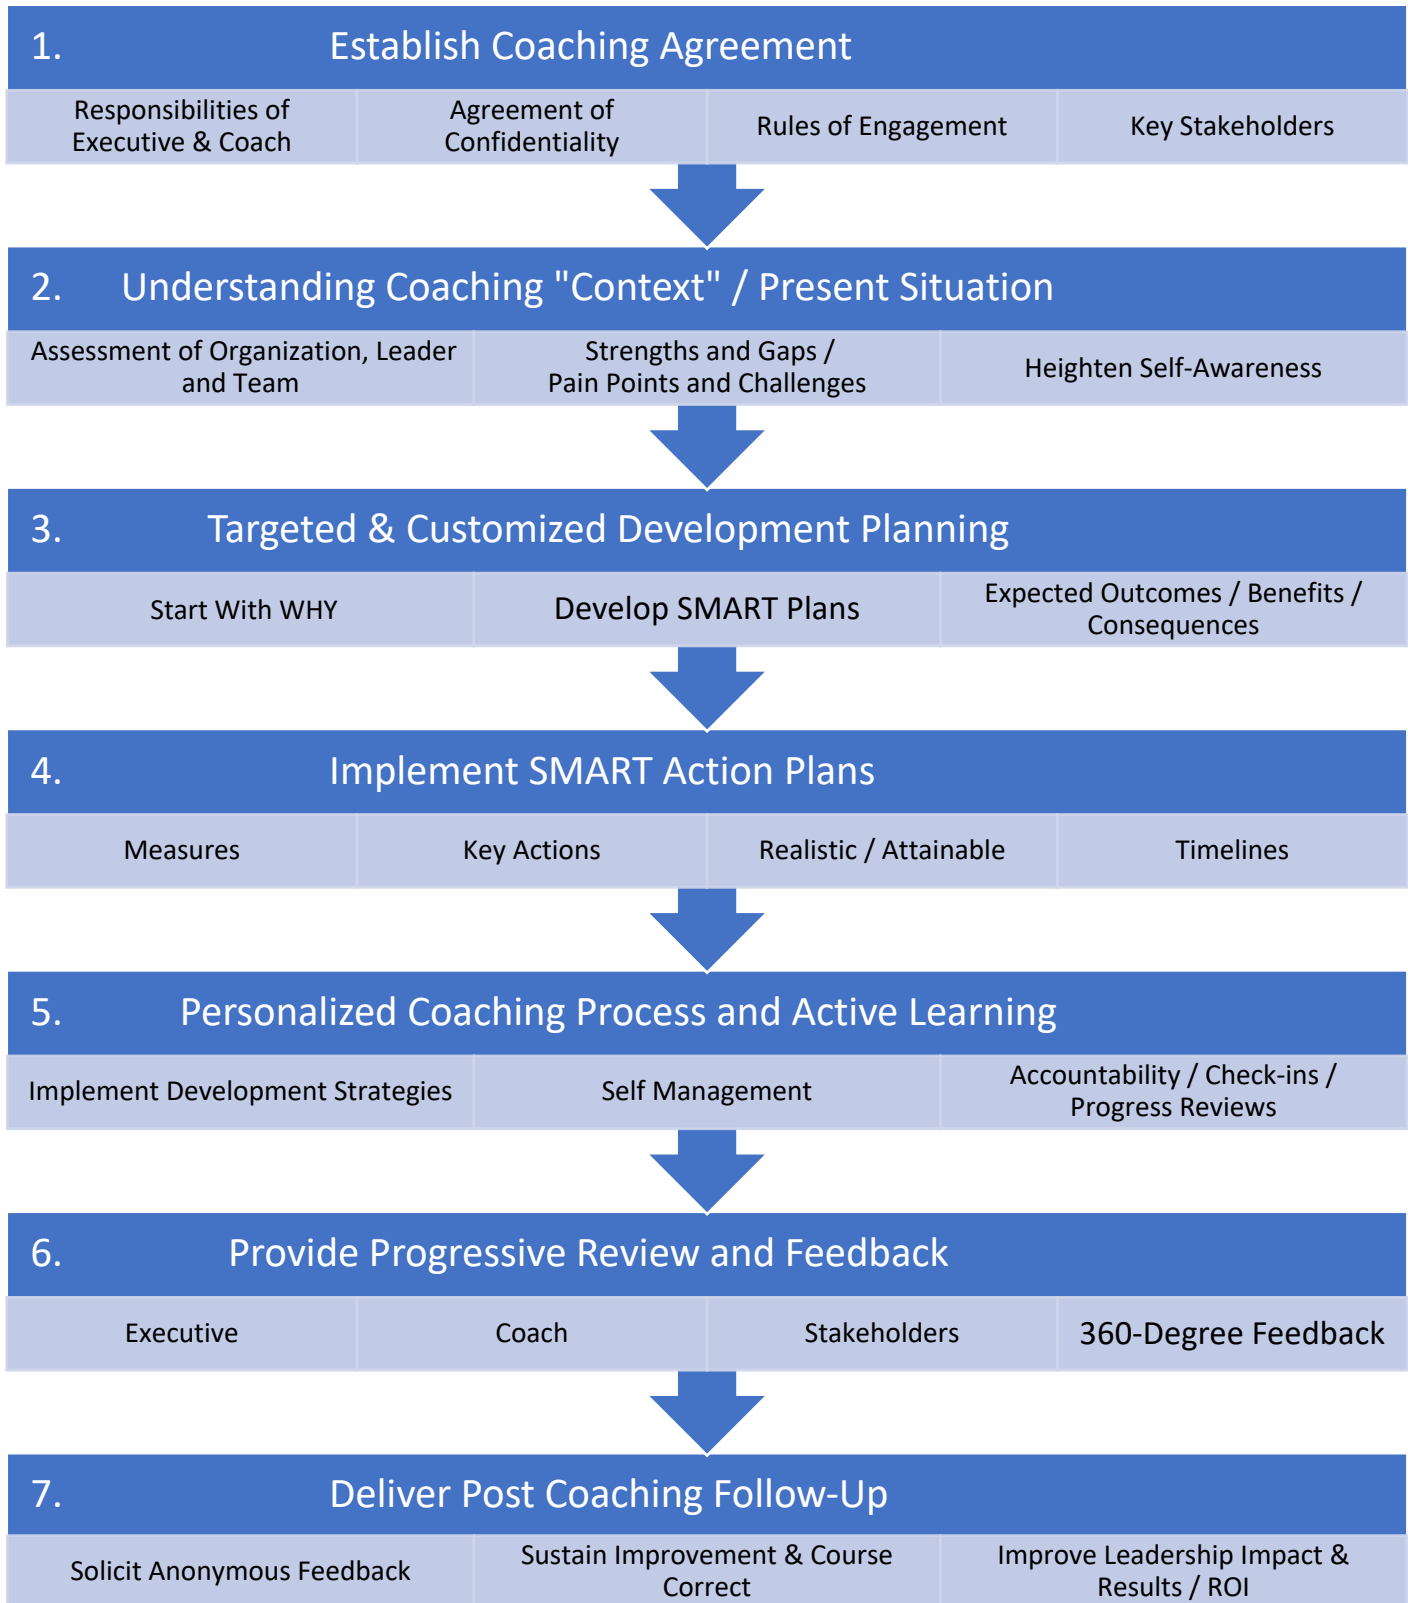 1. Establish Coaching Agreement
Responsibilities of
Executive & Coach
Agreement of
Confidentiality
Rules of Engagement
Key Stakeholders
2. Understanding Coaching "Context" / Present Situation
Assessment of Organization, Leader
and Team
Strengths and Gaps /
Pain Points and Challenges
Heighten Self-Awareness
3. Targeted & Customized Development Planning
Start With WHY
Develop SMART Plans
Expected Outcomes / Benefits /
Consequences
4. Implement SMART Action Plans
Measures
Key Actions
Realistic / Attainable
Timelines
5. Personalized Coaching Process and Active Learning
Implement Development Strategies
Self Management
Accountability / Check-ins /
Progress Reviews
6. Provide Progressive Review and Feedback
Executive
Coach
Stakeholders
360-Degree Feedback
7. Deliver Post Coaching Follow-Up
Solicit Anonymous Feedback
Sustain Improvement & Course
Correct
Improve Leadership Impact &
Results / ROI